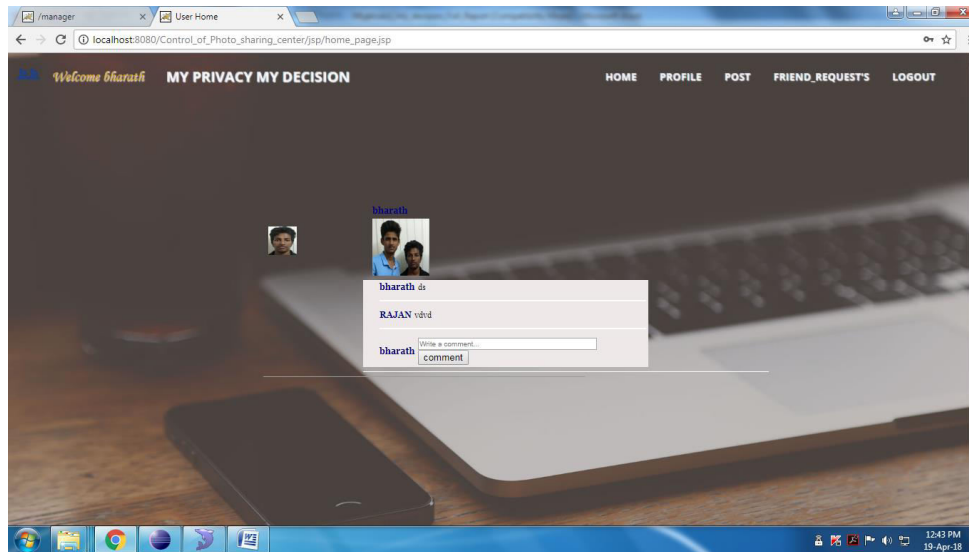 /manager
User Home
localhost:8080/Control_of_Photo_sharing_center/jsp/home_page.jsp
Welcome bharath
MY PRIVACY MY DECISION
HOME
PROFILE
POST
FRIEND_REQUEST'S
LOGOUT
bharath
bharath ds
RAJAN vdvd
bharath
Write a comment...
comment
12:43 PM
19-Apr-18